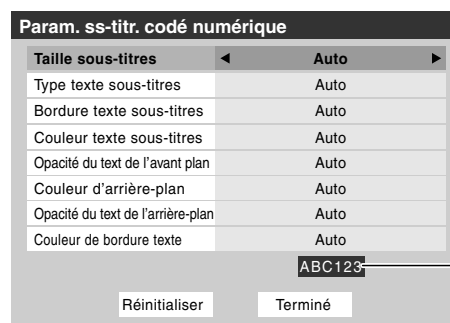 Param. ss-titr. codé numérique
Taille sous-titres ◀ Auto ▶
Type texte sous-titres Auto
Bordure texte sous-titres Auto
Couleur texte sous-titres Auto
Opacité du text de l'avant plan Auto
Couleur d'arrière-plan Auto
Opacité du text de l'arrière-plan Auto
Couleur de bordure texte Auto
ABC123
Réinitialiser Terminé